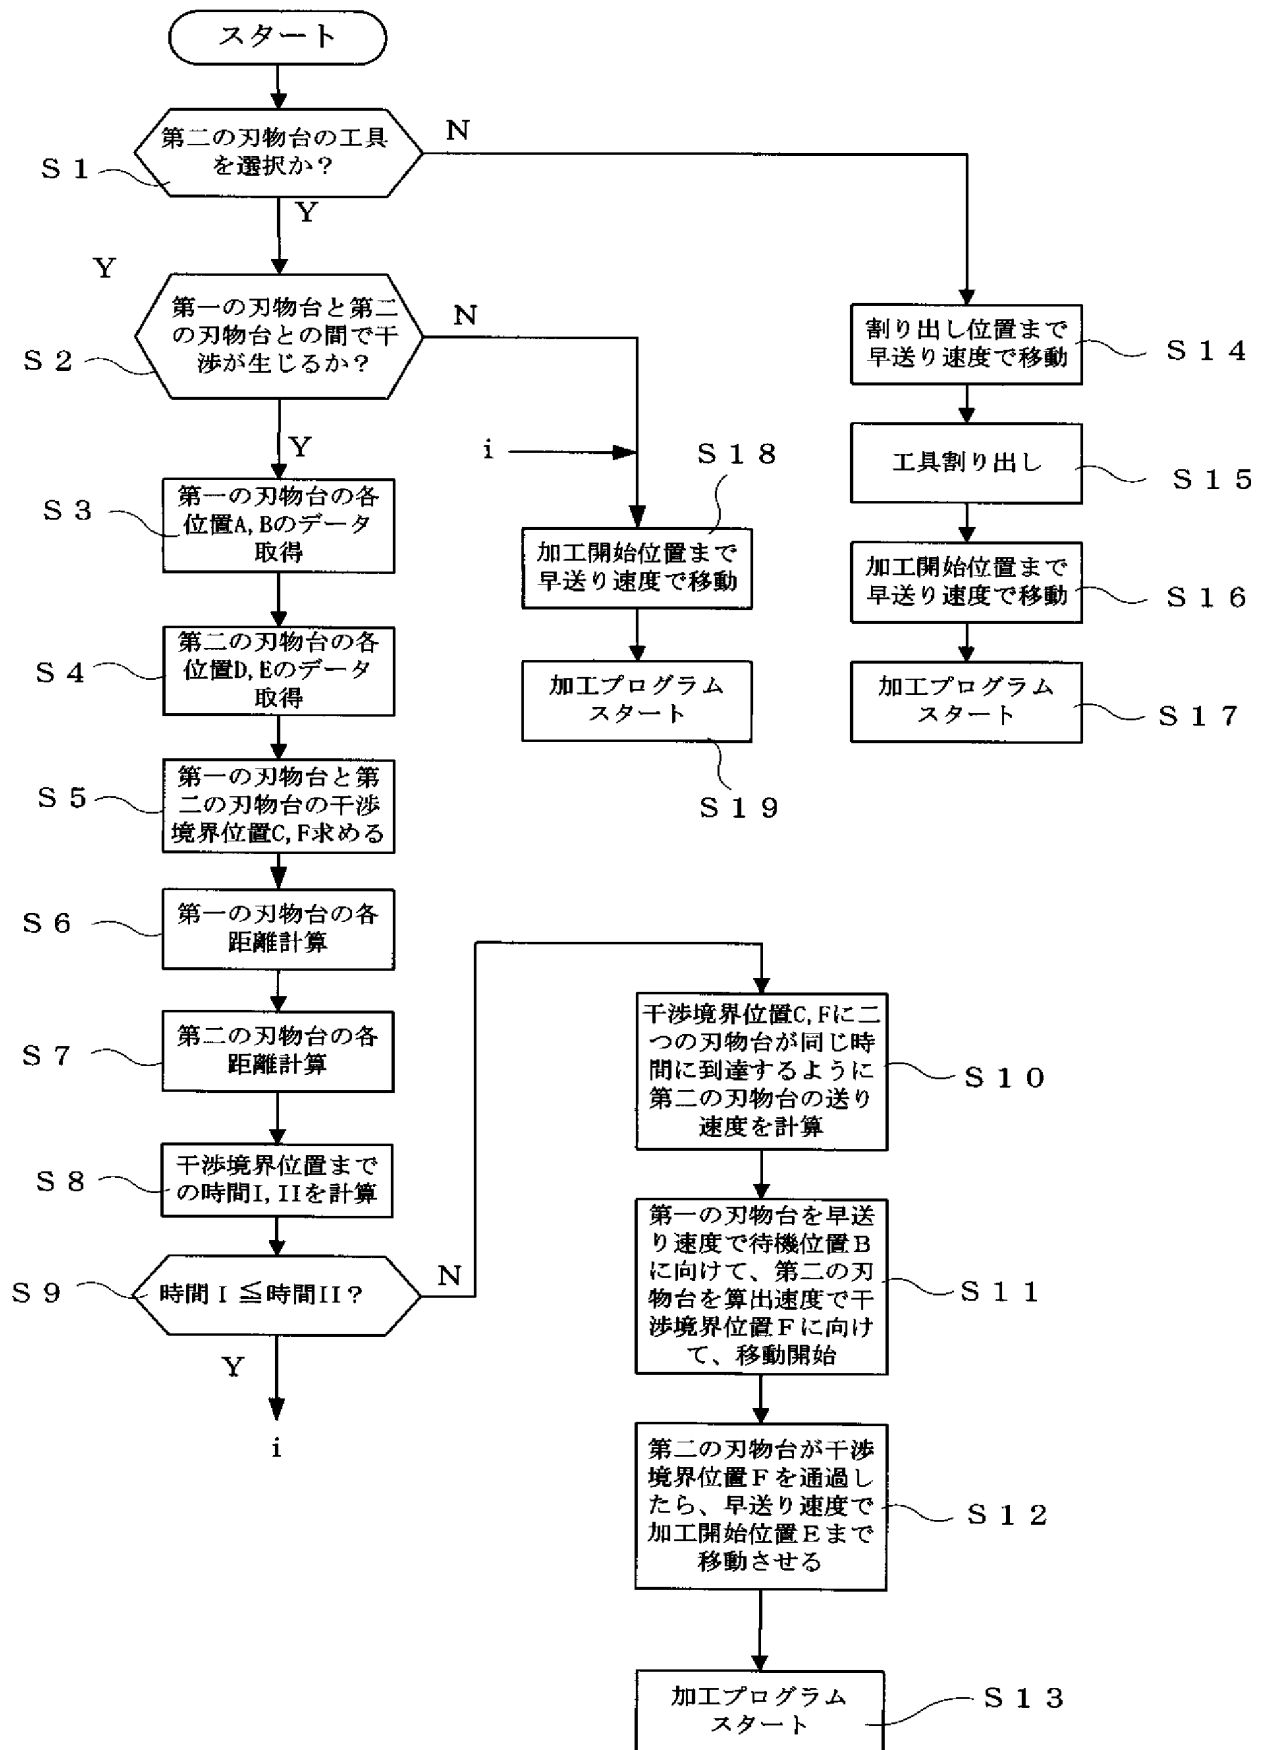 スタート
第二の刃物台の工具
を選択か?
N
S1
Y
Y
第一の刃物台と第二
の刃物台との間で干
渉が生じるか?
N
S2
割り出し位置まで
早送り速度で移動
S14
Y
i
S18
工具割り出し
S15
第一の刃物台の各
位置A,Bのデータ
取得
S3
加工開始位置まで
早送り速度で移動
加工開始位置まで
早送り速度で移動
S16
第二の刃物台の各
位置D,Eのデータ
取得
S4
加工プログラム
スタート
加工プログラム
スタート
S17
S19
第一の刃物台と第
二の刃物台の干渉
境界位置C,F求める
S5
第一の刃物台の各
距離計算
S6
第二の刃物台の各
距離計算
S7
干渉境界位置まで
の時間I,IIを計算
S8
時間I≦時間II?
N
S9
Y
i
干渉境界位置C,Fに二
つの刃物台が同じ時
間に到達するように
第二の刃物台の送り
速度を計算
S10
第一の刃物台を早送
り速度で待機位置B
に向けて、第二の刃
物台を算出速度で干
渉境界位置Fに向け
て、移動開始
S11
第二の刃物台が干渉
境界位置Fを通過し
たら、早送り速度で
加工開始位置Eまで
移動させる
S12
加工プログラム
スタート
S13